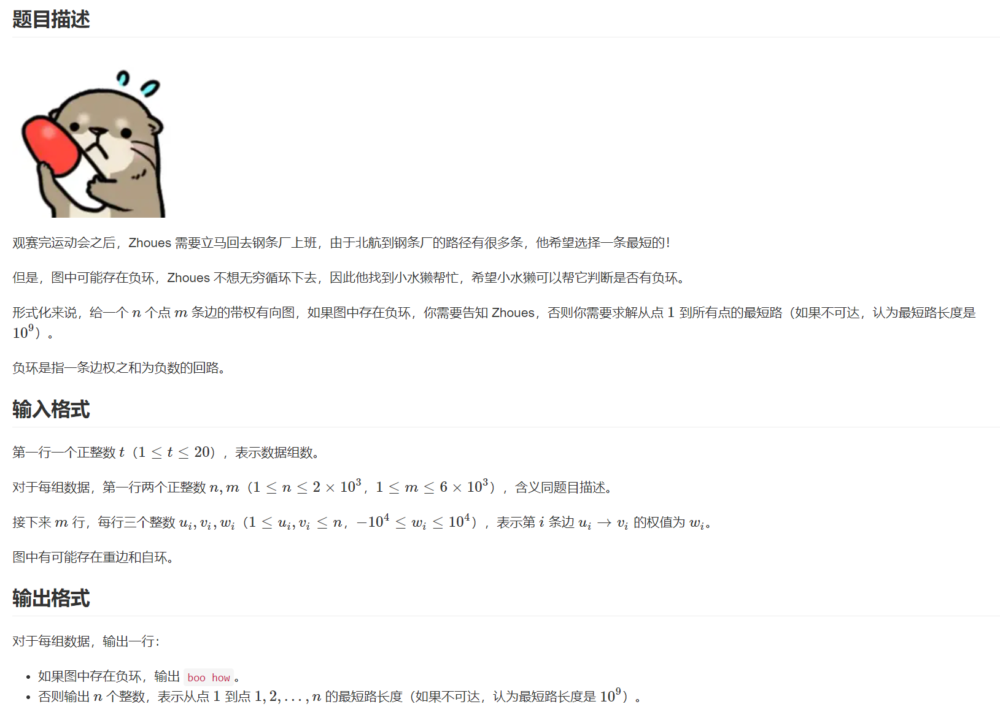 题目描述
观赛完运动会之后，Zhoues 需要立马回去钢条厂上班，由于北航到钢条厂的路径有很多条，他希望选择一条最短的！
但是，图中可能存在负环，Zhoues 不想无穷循环下去，因此他找到小水獭帮忙，希望小水獭可以帮它判断是否有负环。
形式化来说，给一个 n 个点 m 条边的带权有向图，如果图中存在负环，你需要告知 Zhoues，否则你需要求解从点 1 到所有点的最短路（如果不可达，认为最短路长度是
10^9）。
负环是指一条边权之和为负数的回路。
输入格式
第一行一个正整数 t（1 ≤ t ≤ 20），表示数据组数。
对于每组数据，第一行两个正整数 n, m（1 ≤ n ≤ 2 × 10^3，1 ≤ m ≤ 6 × 10^3），含义同题目描述。
接下来 m 行，每行三个整数 u_i, v_i, w_i（1 ≤ u_i, v_i ≤ n，−10^4 ≤ w_i ≤ 10^4），表示第 i 条边 u_i → v_i 的权值为 w_i。
图中有可能存在重边和自环。
输出格式
对于每组数据，输出一行：
• 如果图中存在负环，输出 boo how。
• 否则输出 n 个整数，表示从点 1 到点 1, 2, …, n 的最短路长度（如果不可达，认为最短路长度是 10^9）。